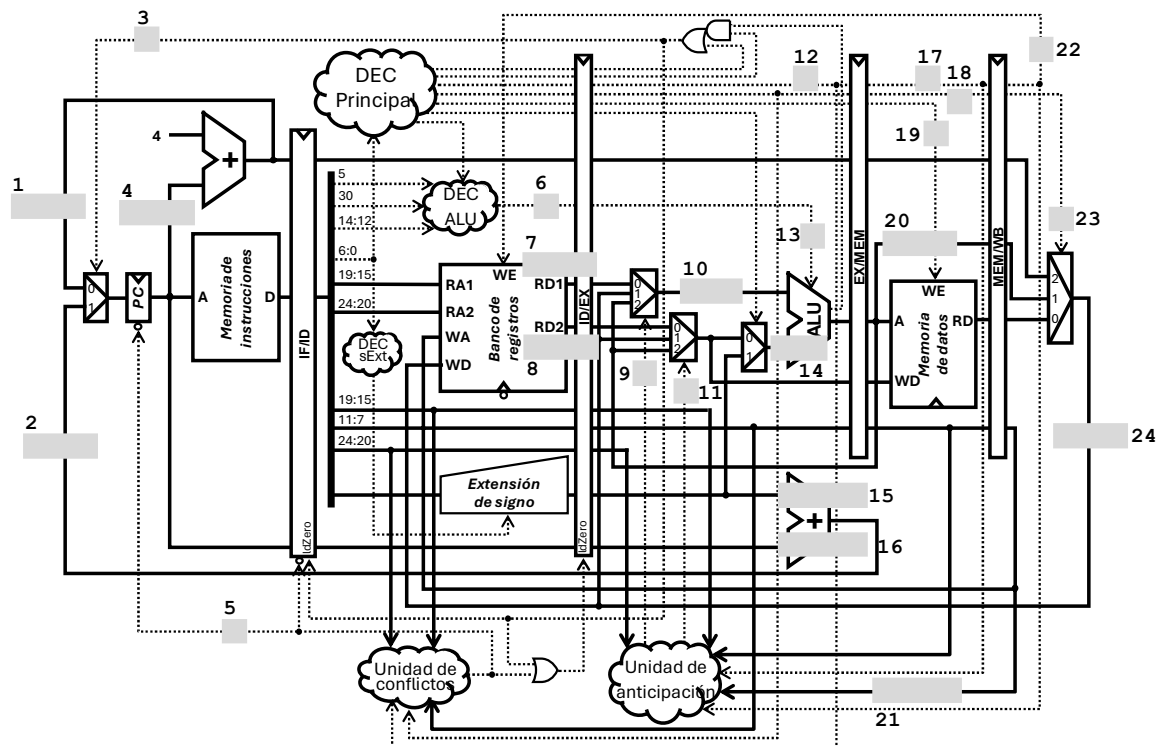 3
22
12
17
18
DEC
Principal
4
19
1
4
5
30
14:12
6:0
19:15
24:20
DEC
ALU
6
7
13
20
23
WE
Memoria de
instrucciones
A
D
IF/ID
PC
0
1
RA1
RA2
WA
WD
RD1
RD2
Banco de
registros
8
ID/EX
0
1
2
10
0
1
2
0
1
ALU
14
9
11
EX/MEM
WE
A
RD
WD
Memoria
de datos
MEM/WB
2
1
0
DEC
sExt
2
19:15
11:7
24:20
24
Extensión
de signo
+
+
15
16
IdZero
IdZero
5
Unidad de
conflictos
Unidad de
anticipación
21